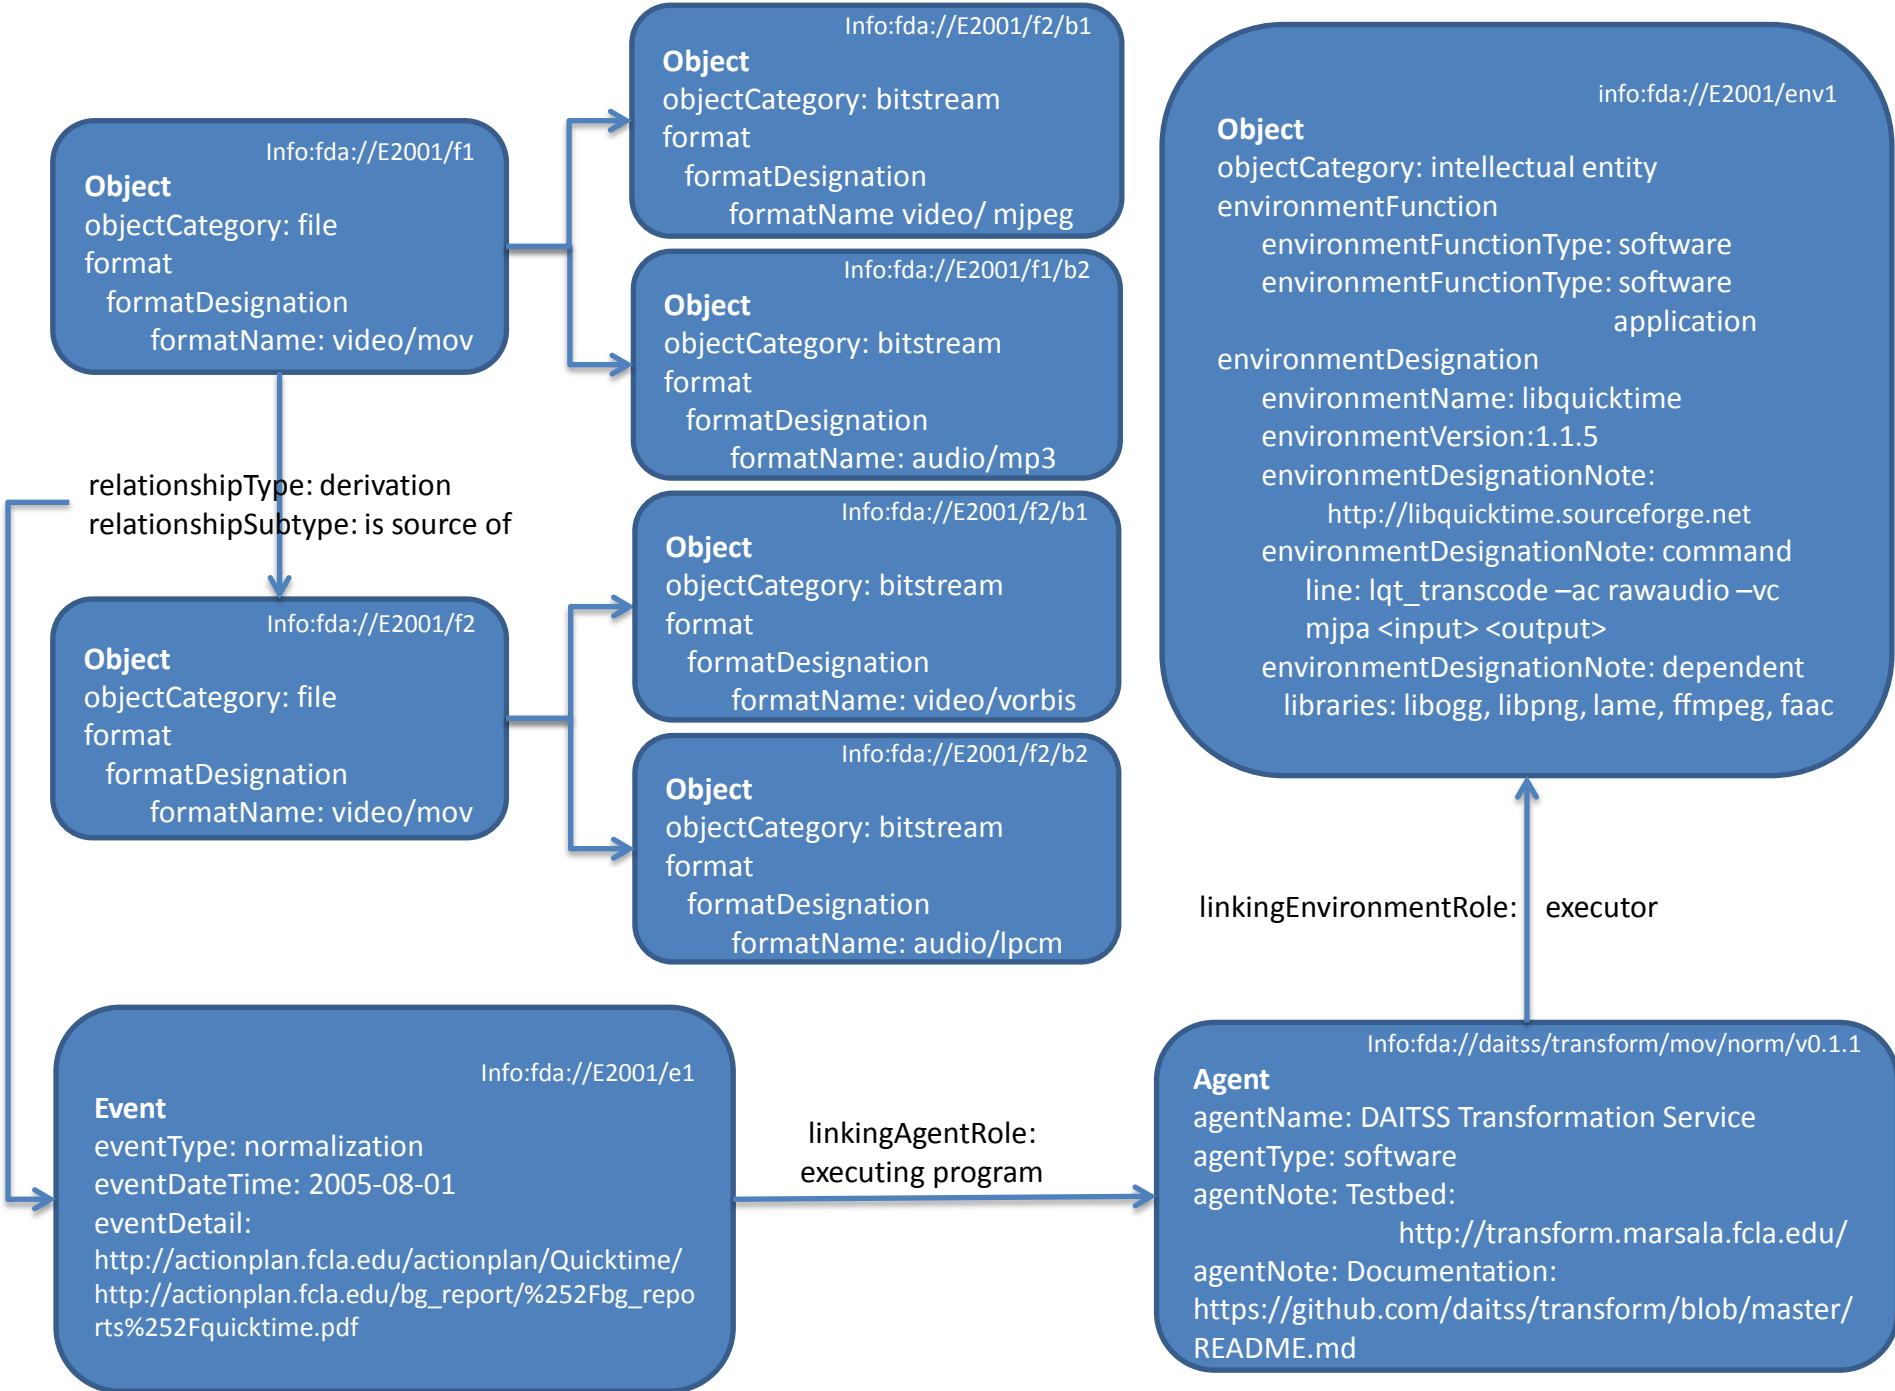 Info:fda://E2001/f1
Object
objectCategory: file
format
formatDesignation
formatName: video/mov
Info:fda://E2001/f2/b1
Object
objectCategory: bitstream
format
formatDesignation
formatName video/ mjpeg
Info:fda://E2001/f1/b2
Object
objectCategory: bitstream
format
formatDesignation
formatName: audio/mp3
relationshipType: derivation
relationshipSubtype: is source of
Info:fda://E2001/f2
Object
objectCategory: file
format
formatDesignation
formatName: video/mov
Info:fda://E2001/f2/b1
Object
objectCategory: bitstream
format
formatDesignation
formatName: video/vorbis
Info:fda://E2001/f2/b2
Object
objectCategory: bitstream
format
formatDesignation
formatName: audio/lpcm
info:fda://E2001/env1
Object
objectCategory: intellectual entity
environmentFunction
environmentFunctionType: software
environmentFunctionType: software
application
environmentDesignation
environmentName: libquicktime
environmentVersion:1.1.5
environmentDesignationNote:
http://libquicktime.sourceforge.net
environmentDesignationNote: command
line: lqt_transcode –ac rawaudio –vc
mjpa <input> <output>
environmentDesignationNote: dependent
libraries: libogg, libpng, lame, ffmpeg, faac
linkingEnvironmentRole: executor
Info:fda://E2001/e1
Event
eventType: normalization
eventDateTime: 2005-08-01
eventDetail:
http://actionplan.fcla.edu/actionplan/Quicktime/
http://actionplan.fcla.edu/bg_report/%252Fbg_repo
rts%252Fquicktime.pdf
linkingAgentRole:
executing program
Info:fda://daitss/transform/mov/norm/v0.1.1
Agent
agentName: DAITSS Transformation Service
agentType: software
agentNote: Testbed:
http://transform.marsala.fcla.edu/
agentNote: Documentation:
https://github.com/daitss/transform/blob/master/
README.md